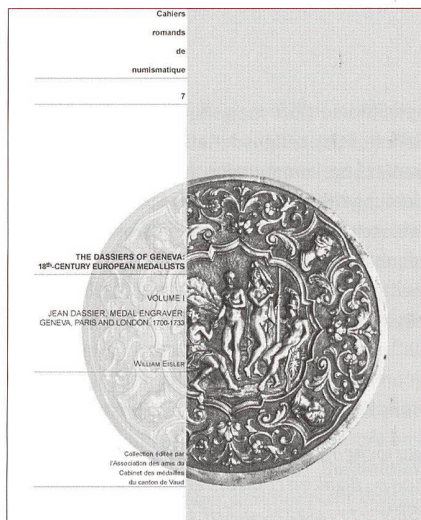 Cahiers
romands
de
numismatique
7
THE DASSIERS OF GENEVA:
18th-CENTURY EUROPEAN MEDALLISTS
VOLUME I
JEAN DASSIER, MEDAL ENGRAVER:
GENEVA, PARIS AND LONDON, 1700-1733
WILLIAM EISLER
Collection éditée par
l'Association des amis du
Cabinet des médailles
du canton de Vaud